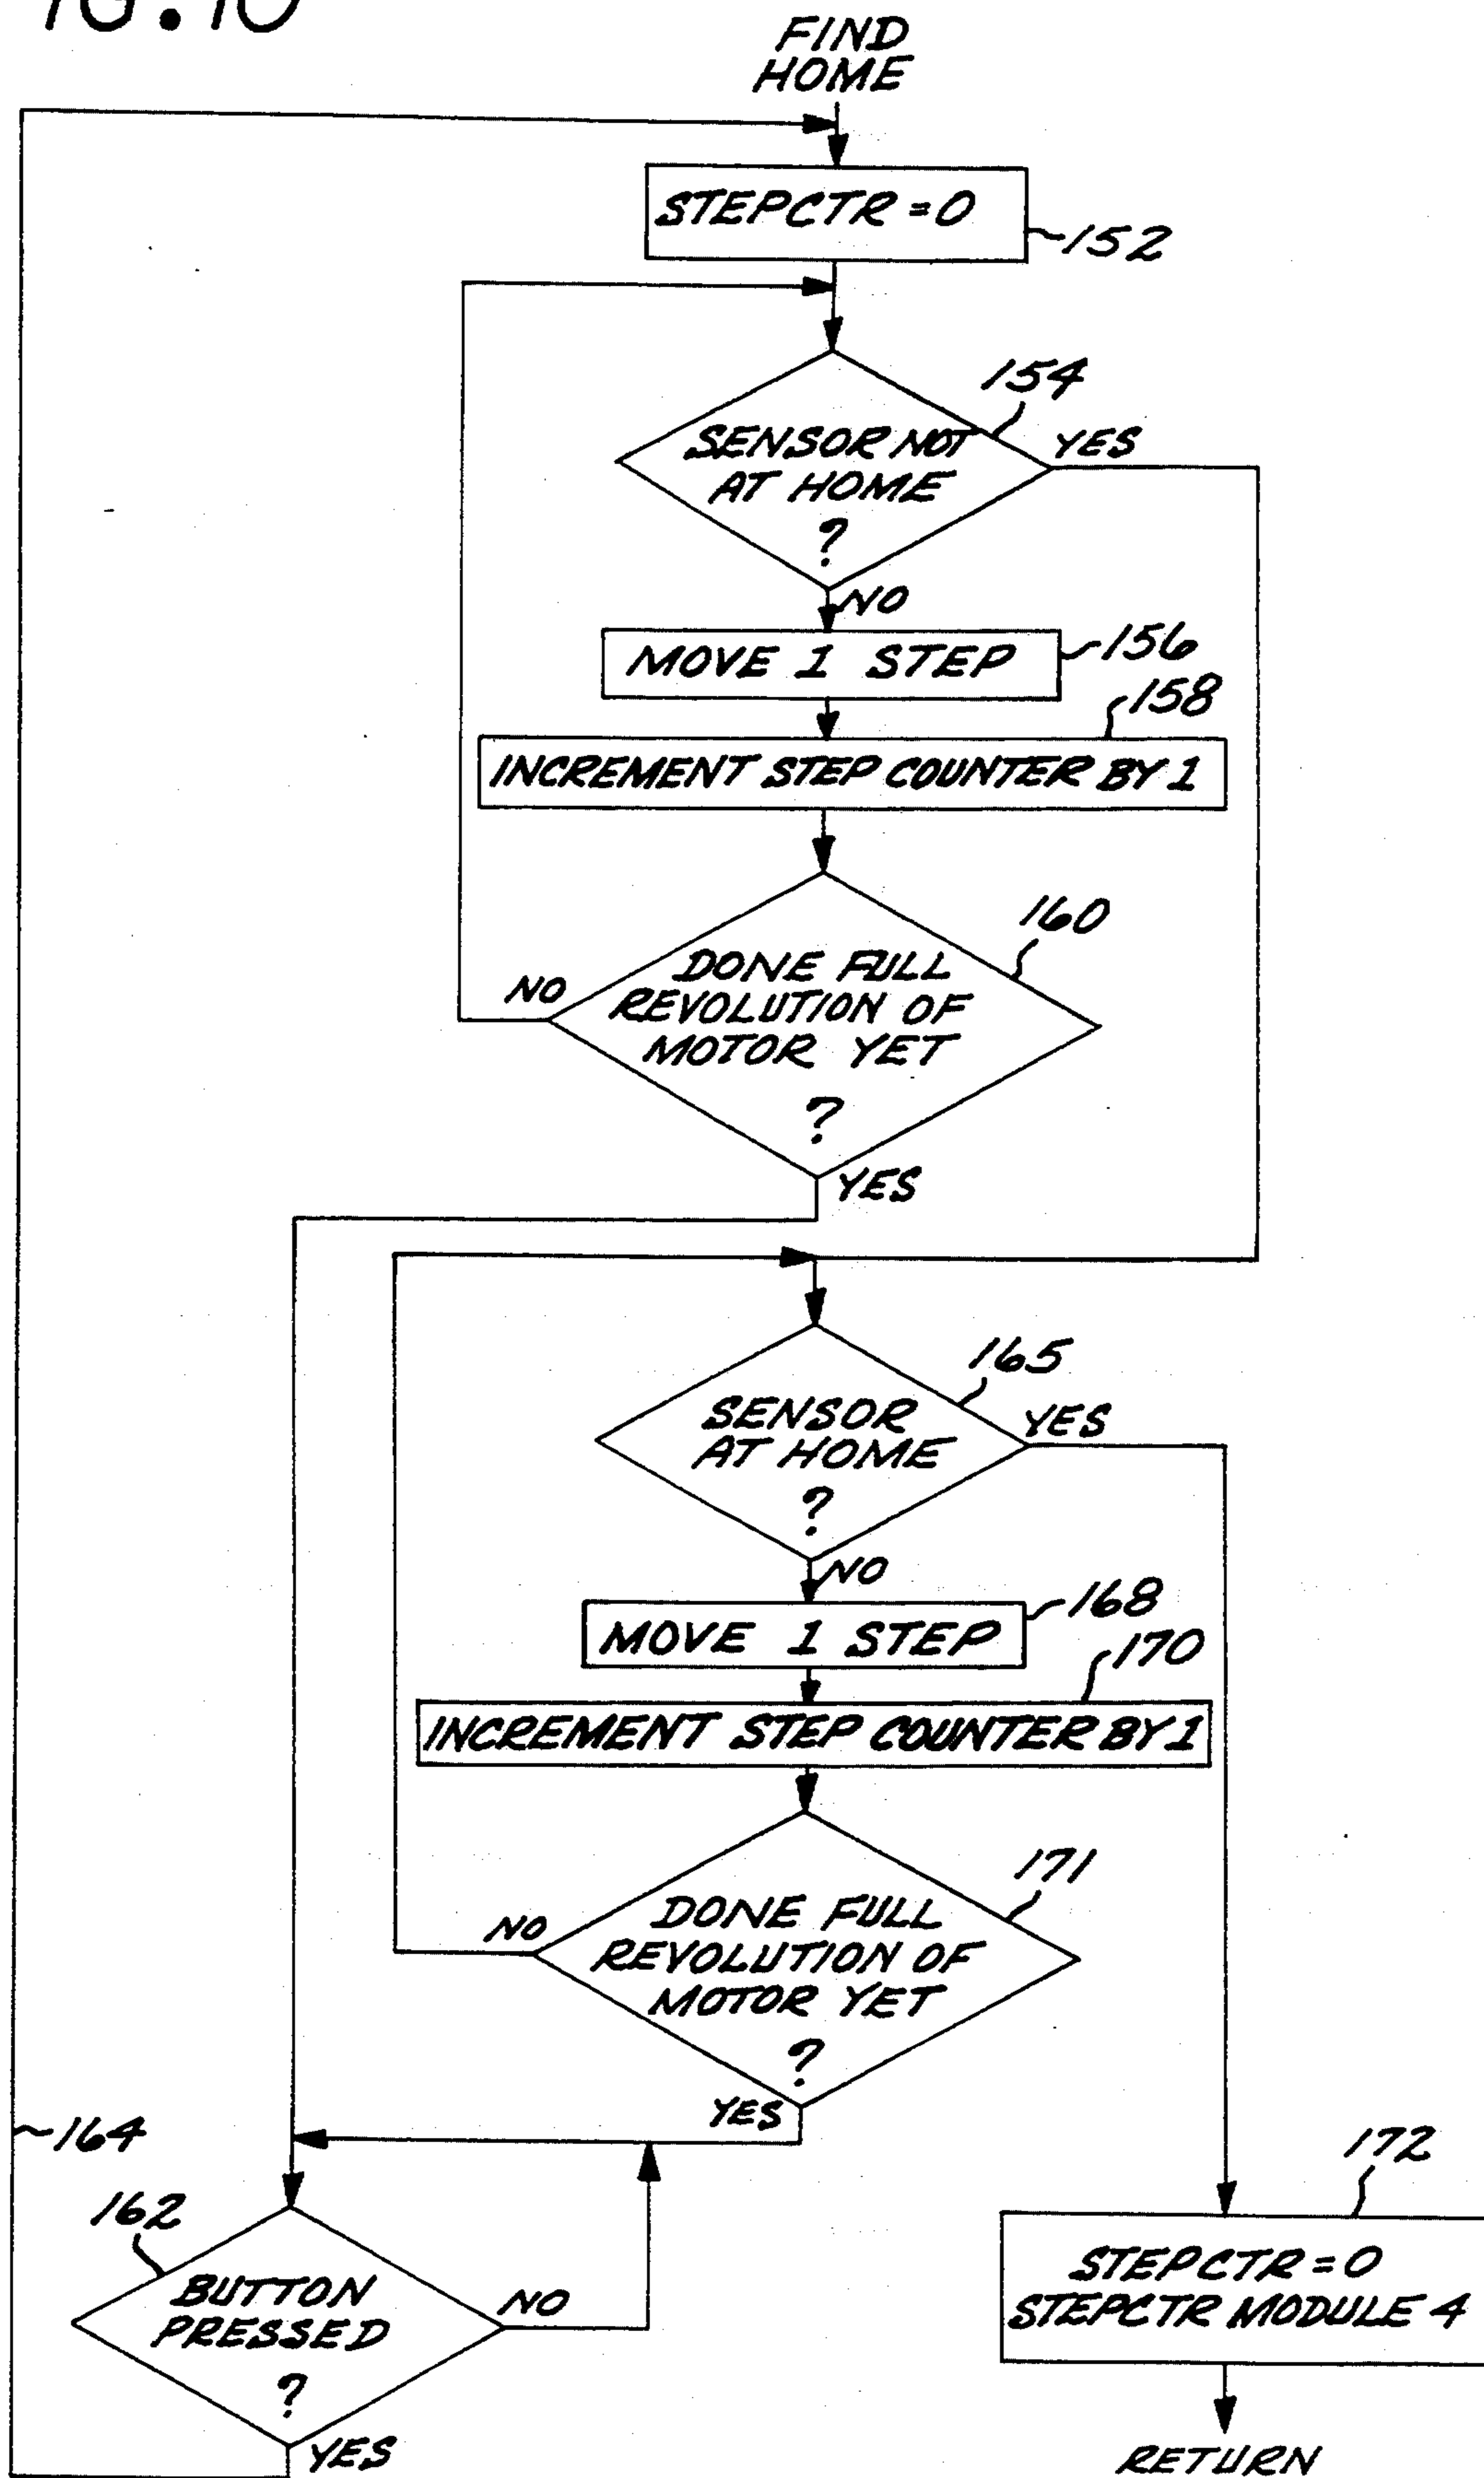 IG. 10
FIND
HOME
STEPCTR = 0
152
154
SENSOR NOT
AT HOME
?
YES
NO
MOVE 1 STEP
156
158
INCREMENT STEP COUNTER BY 1
160
DONE FULL
REVOLUTION OF
MOTOR YET
?
NO
YES
165
SENSOR
AT HOME
?
YES
NO
MOVE 1 STEP
168
170
INCREMENT STEP COUNTER BY 1
171
DONE FULL
REVOLUTION OF
MOTOR YET
?
NO
YES
164
162
BUTTON
PRESSED
?
NO
YES
172
STEPCTR = 0
STEPCTR MODULE 4
RETURN